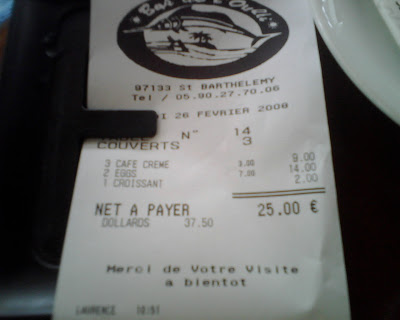 97133 St BARTHELEMY
Tel / 05.90.27.70.06
DI 26 FEVRIER 2008
N° 14
COUVERTS 3
3 CAFE CREME 3.00 9.00
2 EGGS 7.00 14.00
1 CROISSANT 2.00
NET A PAYER 25.00 €
DOLLARDS 37.50
Merci de Votre Visite
a bientot
LAURENCE 10:51